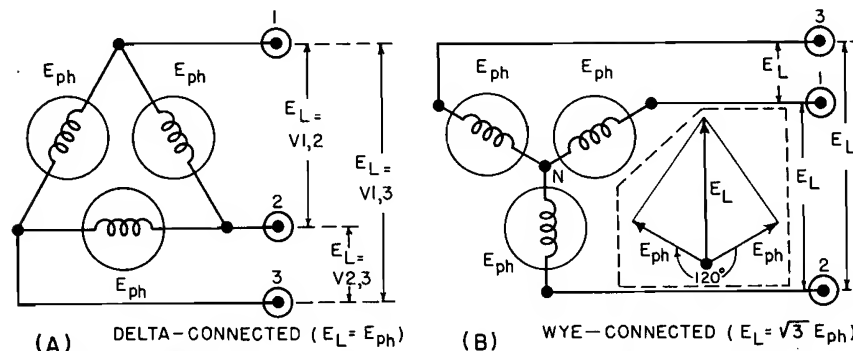 1
E_ph
E_ph
E_L =
V1,2
E_L =
V1,3
2
E_L =
V2,3
E_ph
3
(A) DELTA-CONNECTED (E_L = E_ph)
3
E_ph
E_ph
E_L
1
E_L
N
E_L
E_L
E_ph
E_ph
E_ph
120°
2
(B) WYE-CONNECTED (E_L = √3 E_ph)